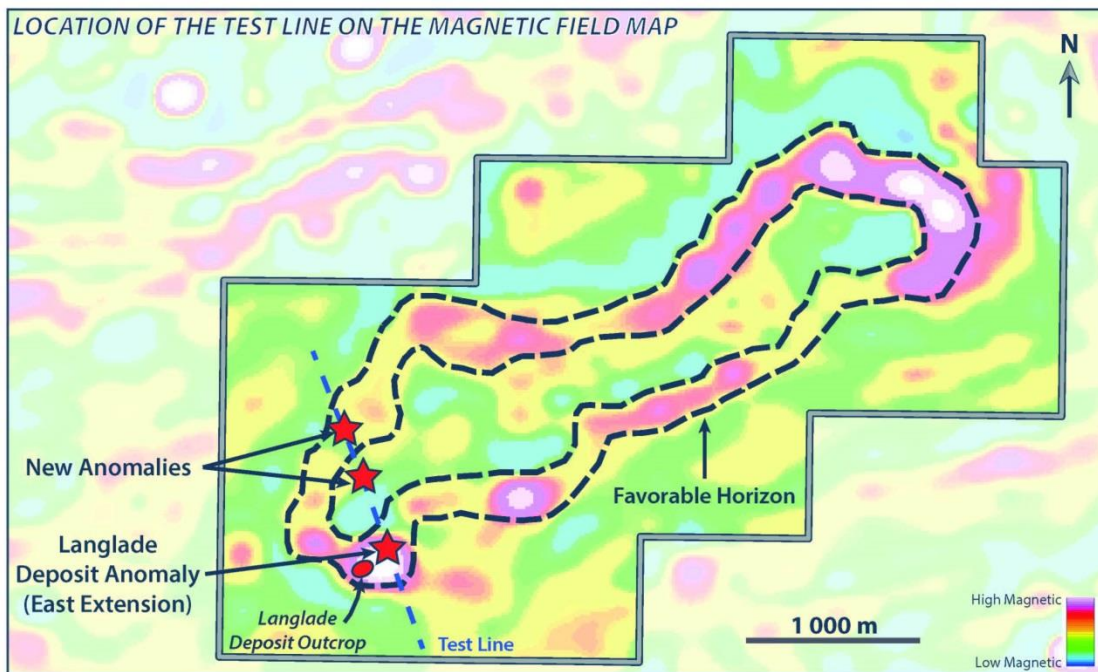 LOCATION OF THE TEST LINE ON THE MAGNETIC FIELD MAP
N
New Anomalies
Favorable Horizon
Langlade
Deposit Anomaly
(East Extension)
Langlade
Deposit Outcrop
Test Line
1 000 m
High Magnetic
Low Magnetic